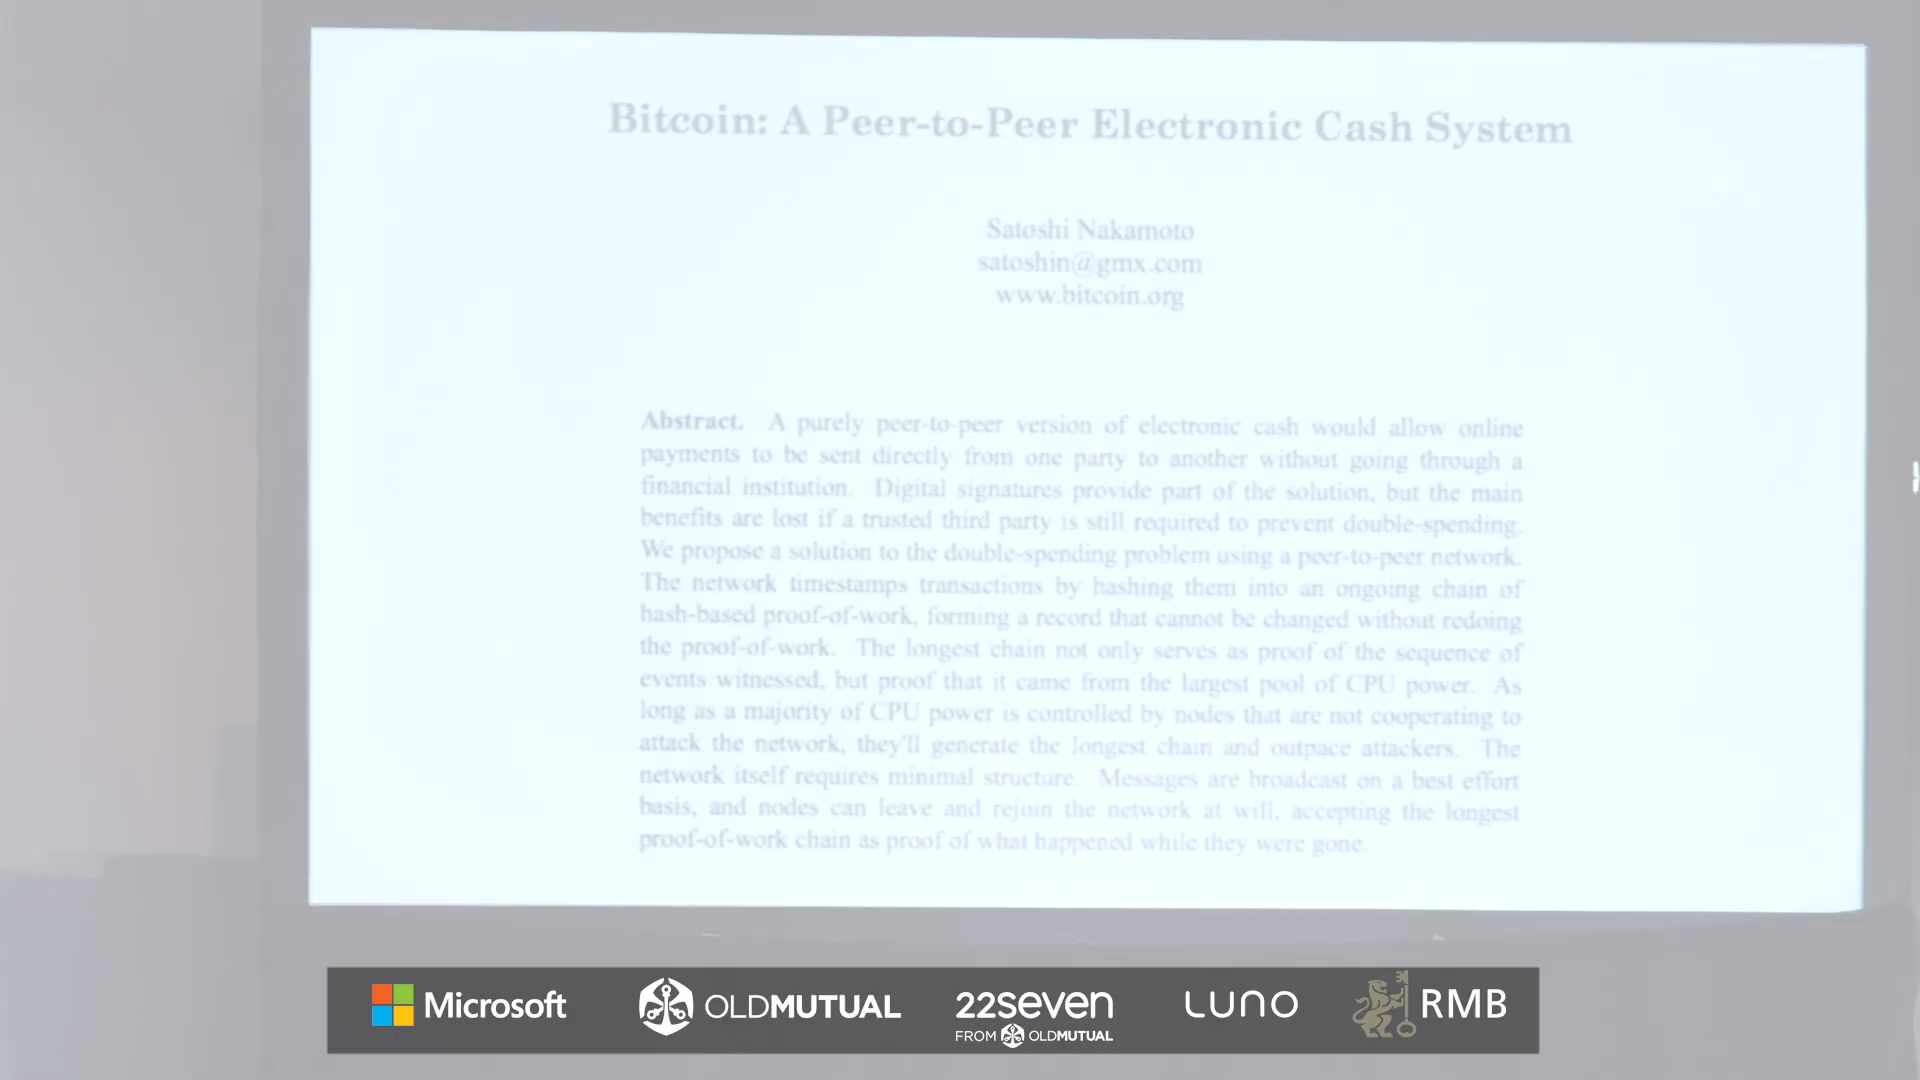 Bitcoin: A Peer-to-Peer Electronic Cash System
Satoshi Nakamoto
satoshin@gmx.com
www.bitcoin.org
Abstract. A purely peer-to-peer version of electronic cash would allow online
payments to be sent directly from one party to another without going through a
financial institution. Digital signatures provide part of the solution, but the main
benefits are lost if a trusted third party is still required to prevent double-spending.
We propose a solution to the double-spending problem using a peer-to-peer network.
The network timestamps transactions by hashing them into an ongoing chain of
hash-based proof-of-work, forming a record that cannot be changed without redoing
the proof-of-work. The longest chain not only serves as proof of the sequence of
events witnessed, but proof that it came from the largest pool of CPU power. As
long as a majority of CPU power is controlled by nodes that are not cooperating to
attack the network, they'll generate the longest chain and outpace attackers. The
network itself requires minimal structure. Messages are broadcast on a best effort
basis, and nodes can leave and rejoin the network at will, accepting the longest
proof-of-work chain as proof of what happened while they were gone.
Microsoft OLDMUTUAL 22seven LUNO RMB
FROM OLDMUTUAL